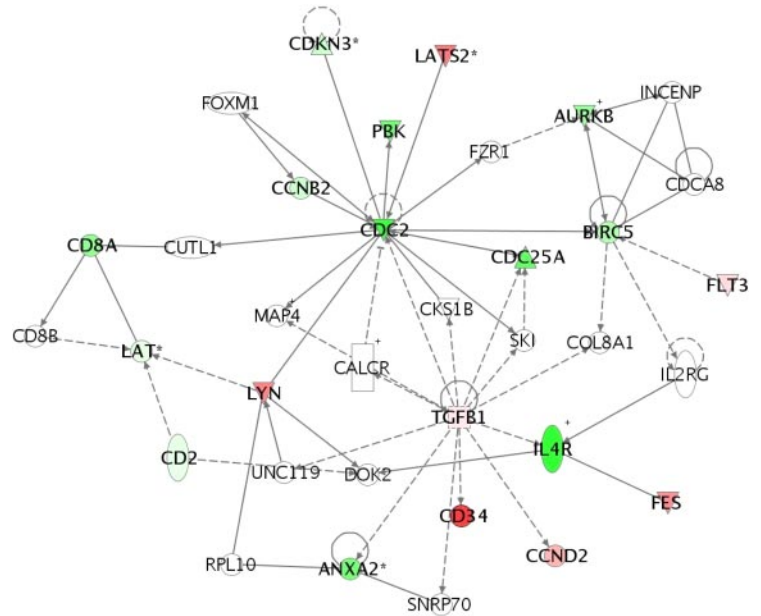 CDKN3*
LATS2*
FOXM1
INCENP
AURKB
+
PBK
FZR1
CCNB2
CDCA8
CDC2
BIRC5
CD8A
CUTL1
CDC25A
FLT3
MAP4
+
CKS1B
CD8B
LAT*
SKI
COL8A1
CALCR
+
IL2RG
LYN
TGFB1
IL4R
+
CD2
UNC119
DOK2
FES
CD34
CCND2
RPL10
ANXA2*
SNRP70